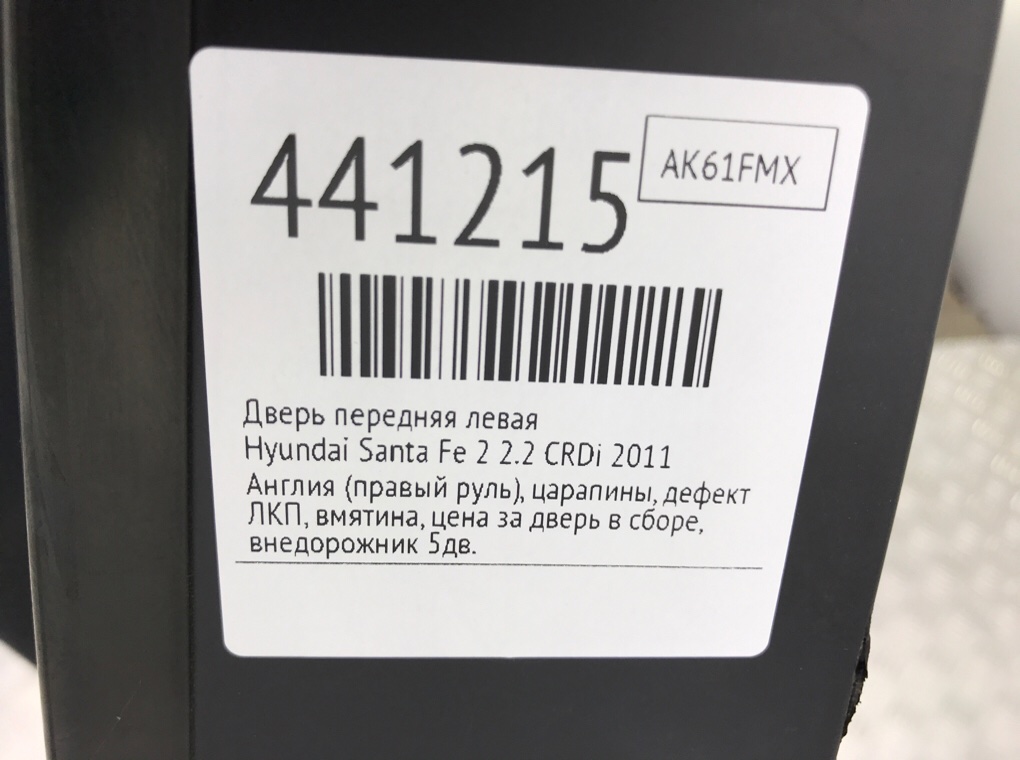 441215
AK61FMX
Дверь передняя левая
Hyundai Santa Fe 2 2.2 CRDi 2011
Англия (правый руль), царапины, дефект
ЛКП, вмятина, цена за дверь в сборе,
внедорожник 5дв.